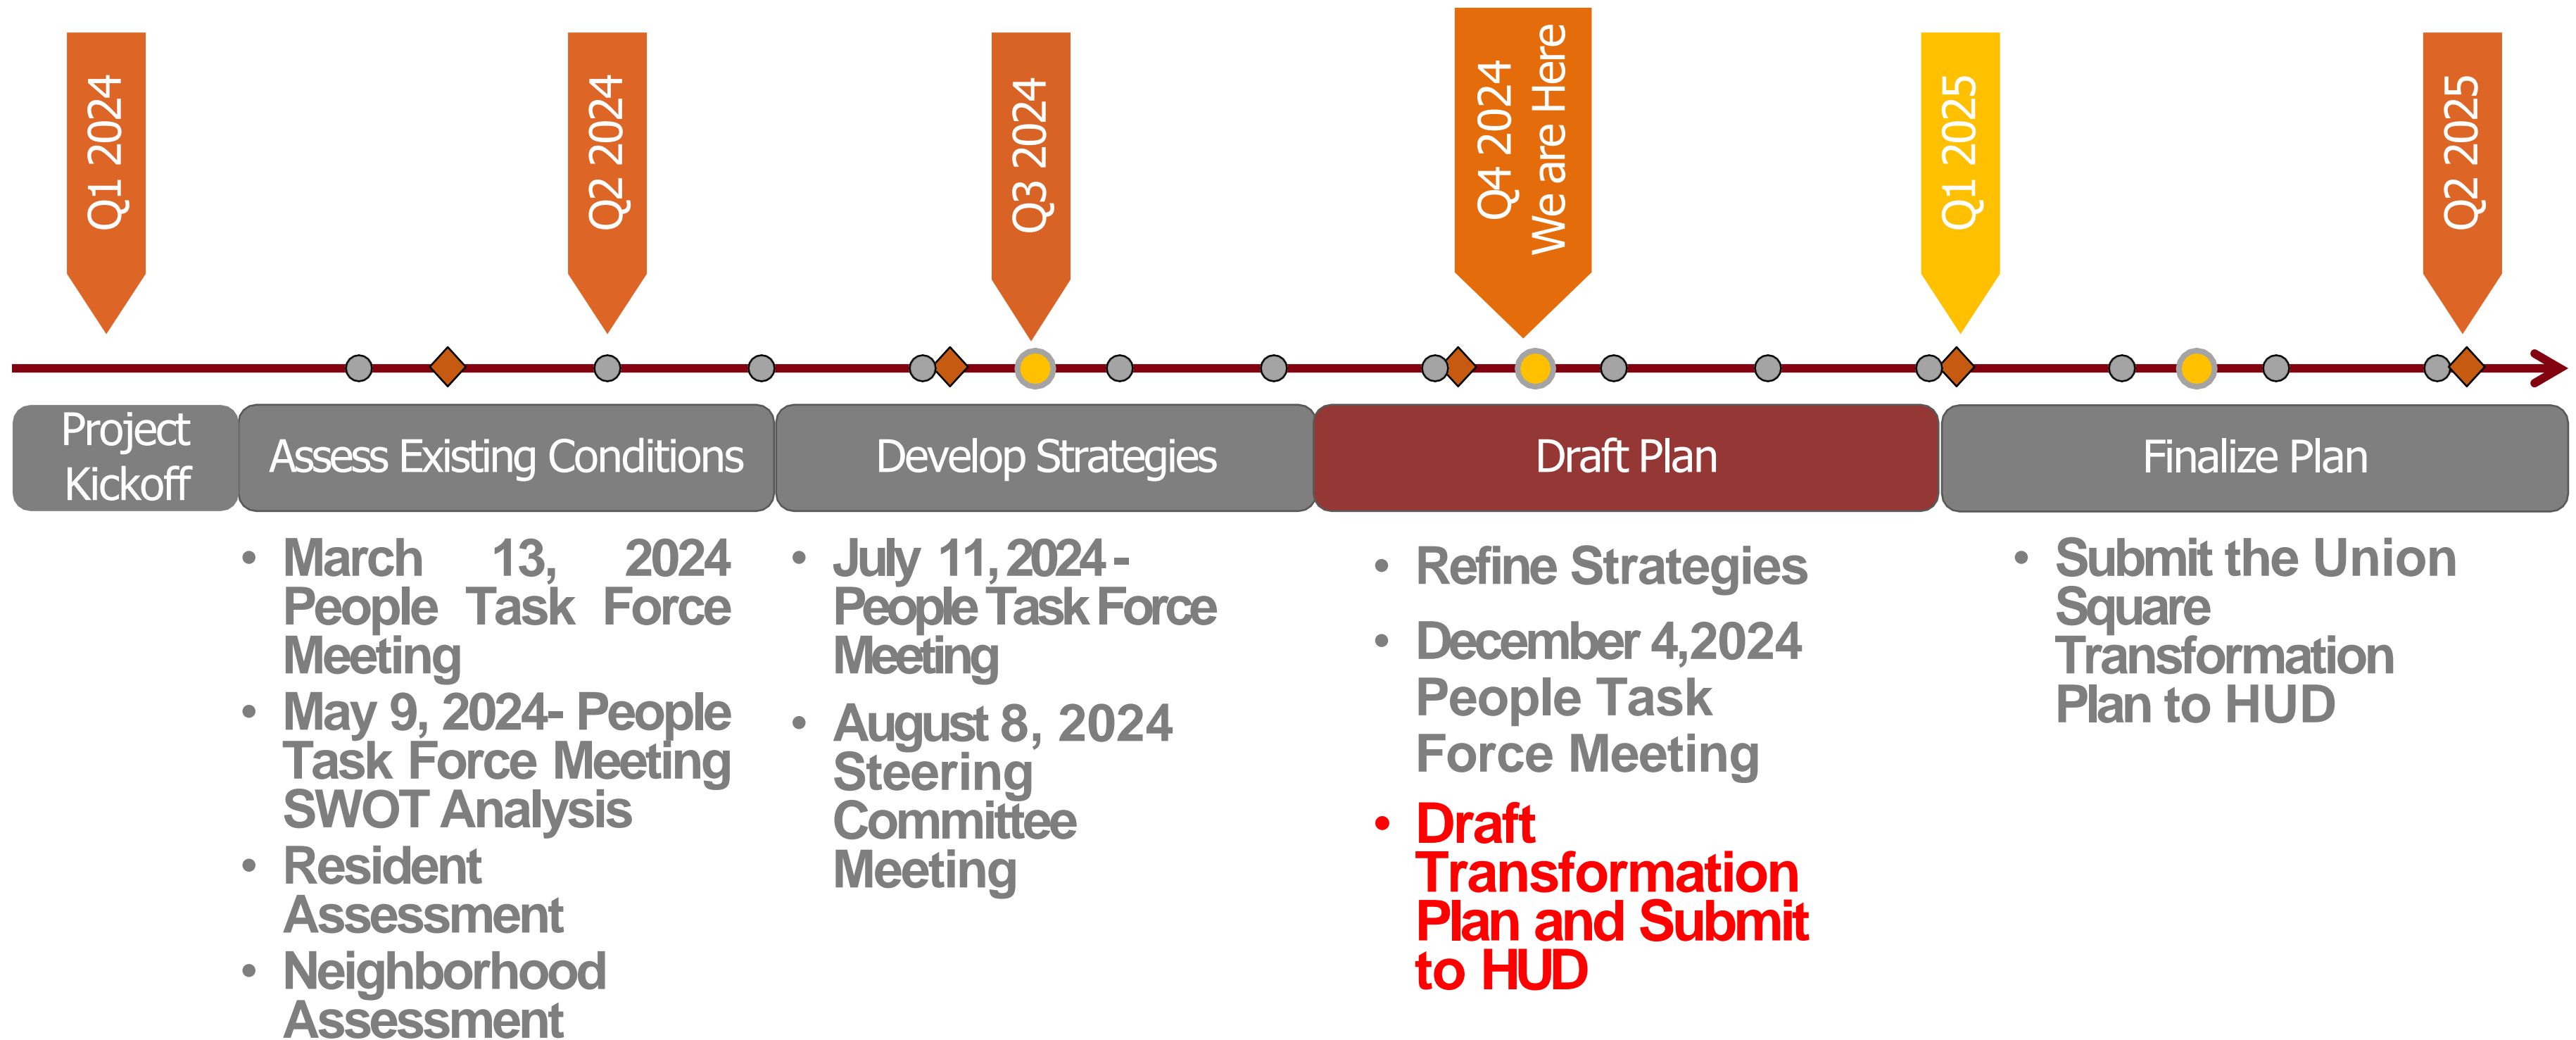 Q1 2024
Q2 2024
Q3 2024
Q4 2024
We are Here
Q1 2025
Q2 2025
Project
Kickoff
Assess Existing Conditions
Develop Strategies
Draft Plan
Finalize Plan
• March 13, 2024
People Task Force
Meeting
• May 9, 2024- People
Task Force Meeting
SWOT Analysis
• Resident
Assessment
• Neighborhood
Assessment
• July 11, 2024 -
People Task Force
Meeting
• August 8, 2024
Steering
Committee
Meeting
• Refine Strategies
• December 4,2024
People Task
Force Meeting
• Draft
Transformation
Plan and Submit
to HUD
• Submit the Union
Square
Transformation
Plan to HUD